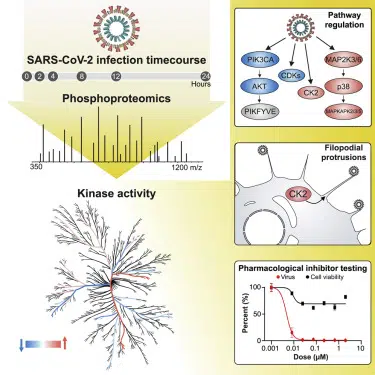 SARS-CoV-2 infection timecourse
0 2 4 8 12 24
Hours
Phosphoproteomics
350 1200 m/z
Kinase activity
Pathway
regulation
PIK3CA
CDKs
MAP2K3/6
AKT
CK2
p38
PIKFYVE
MAPKAPK2/3/5
Filopodial
protrusions
CK2
Pharmacological inhibitor testing
Virus Cell viability
Percent (%)
100
50
0
0.001 0.01 0.1 1
Dose (µM)